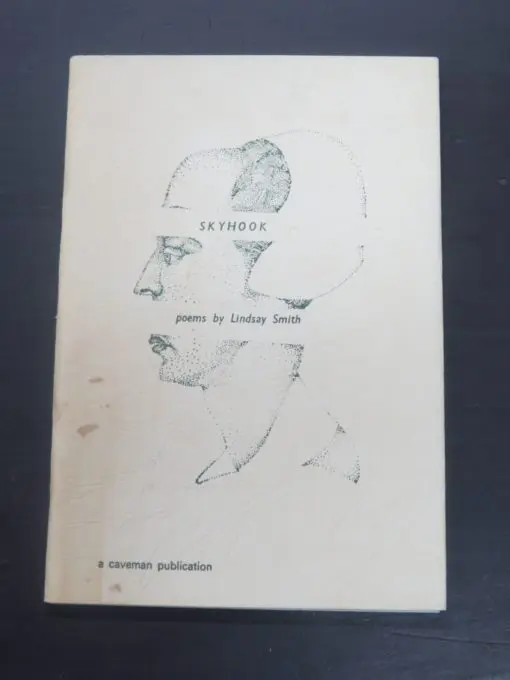 SKYHOOK
poems by Lindsay Smith
a caveman publication